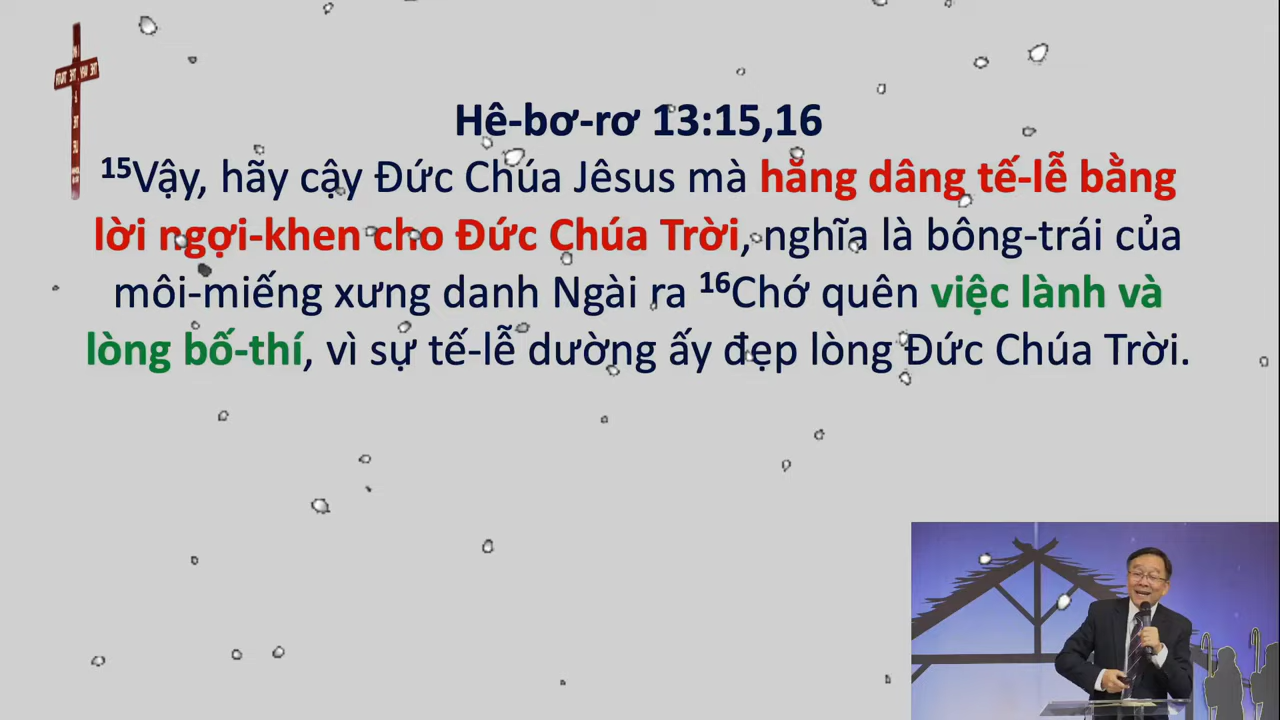 Hê-bơ-rơ 13:15,16
15Vậy, hãy cậy Đức Chúa Jêsus mà hằng dâng tế-lễ bằng
lời ngợi-khen cho Đức Chúa Trời, nghĩa là bông-trái của
môi-miếng xưng danh Ngài ra 16Chớ quên việc lành và
lòng bố-thí, vì sự tế-lễ dường ấy đẹp lòng Đức Chúa Trời.